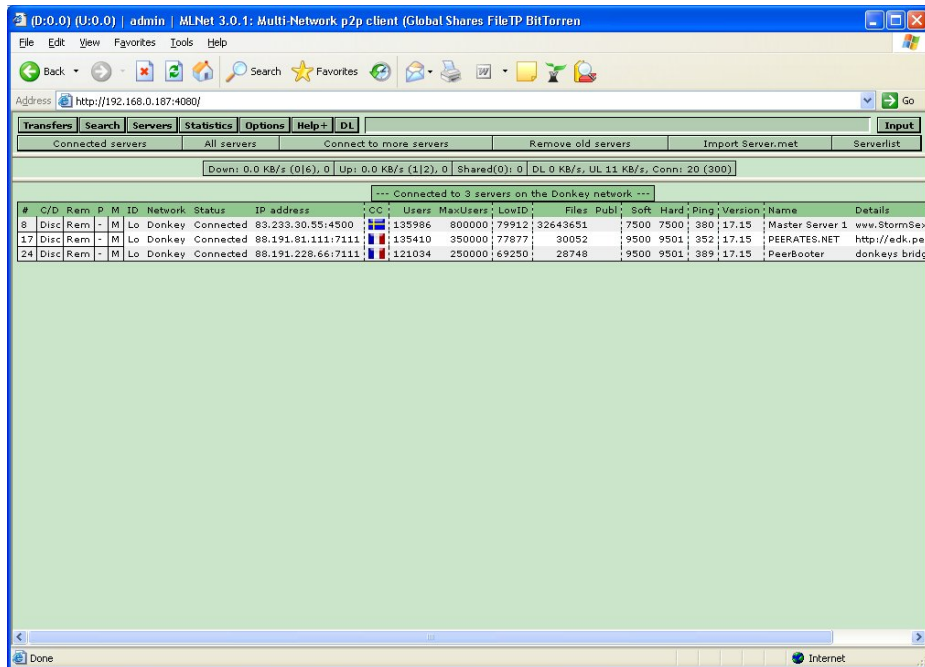 (D:0.0) (U:0.0) | admin | MLNet 3.0.1: Multi-Network p2p client (Global Shares FileTP BitTorren
File Edit View Favorites Tools Help
Back Search Favorites
Address http://192.168.0.187:4080/ Go
Transfers Search Servers Statistics Options Help+ DL Input
Connected servers All servers Connect to more servers Remove old servers Import Server.met Serverlist
Down: 0.0 KB/s (0|6), 0 Up: 0.0 KB/s (1|2), 0 Shared(0): 0 DL 0 KB/s, UL 11 KB/s, Conn: 20 (300)
--- Connected to 3 servers on the Donkey network ---
# C/D Rem P M ID Network Status IP address CC Users MaxUsers LowID Files Publ Soft Hard Ping Version Name Details
8 Disc Rem - M Lo Donkey Connected 83.233.30.55:4500 135986 800000 79912 32643651 7500 7500 380 17.15 Master Server 1 www.StormSex
17 Disc Rem - M Lo Donkey Connected 88.191.81.111:7111 135410 350000 77877 30052 9500 9501 352 17.15 PEERATES.NET http://edk.pe
24 Disc Rem - M Lo Donkey Connected 88.191.228.66:7111 121034 250000 69250 28748 9500 9501 389 17.15 PeerBooter donkeys bridg
Done Internet